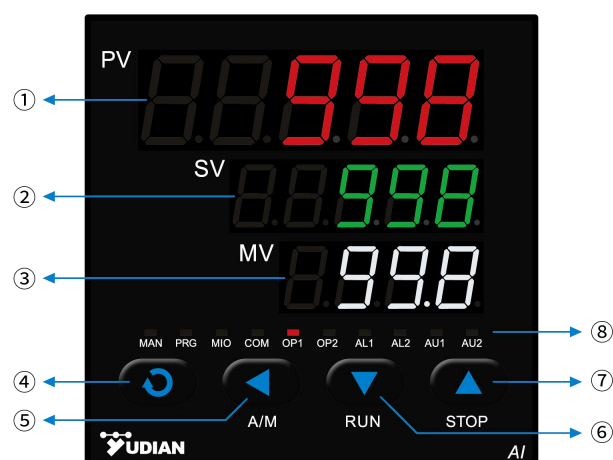 PV
① 998
SV
② 998
MV
③ 99.8
⑧
MAN PRG MIO COM OP1 OP2 AL1 AL2 AU1 AU2
④ ⑦
⑤ A/M RUN STOP ⑥
YUDIAN AI